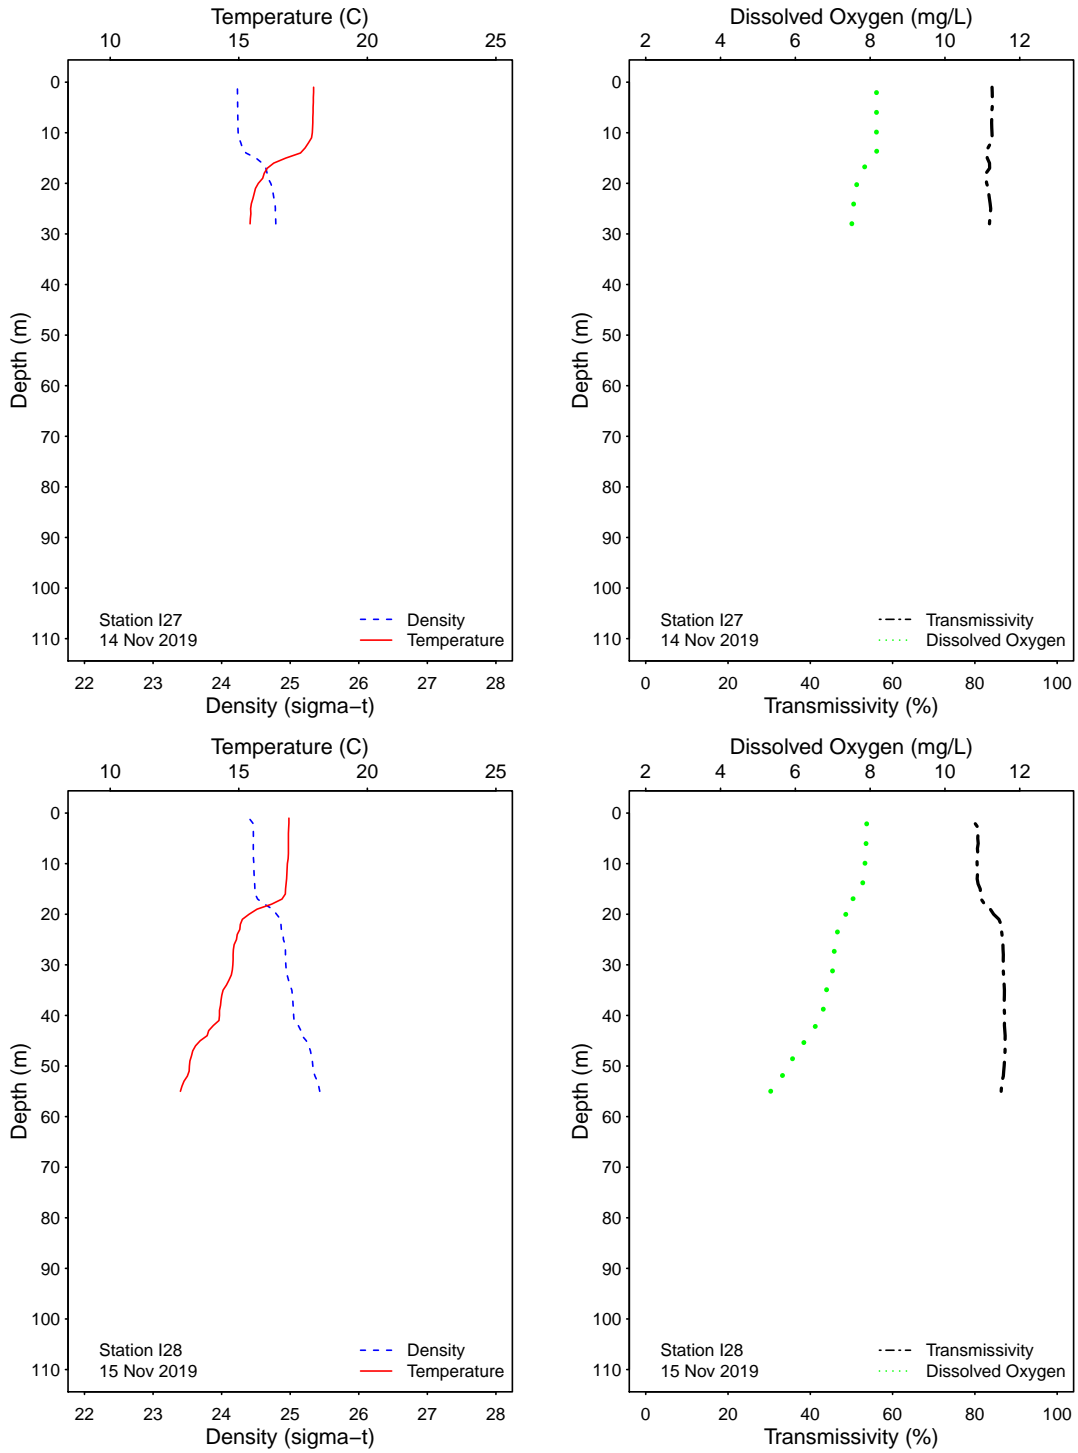 Temperature (C)
10 15 20 25
0
10
20
30
40
50
60
70
80
90
100
110
Depth (m)
Station I27
14 Nov 2019
Density
Temperature
22 23 24 25 26 27 28
Density (sigma−t)
Dissolved Oxygen (mg/L)
2 4 6 8 10 12
0
10
20
30
40
50
60
70
80
90
100
110
Depth (m)
Station I27
14 Nov 2019
Transmissivity
Dissolved Oxygen
0 20 40 60 80 100
Transmissivity (%)
Temperature (C)
10 15 20 25
0
10
20
30
40
50
60
70
80
90
100
110
Depth (m)
Station I28
15 Nov 2019
Density
Temperature
22 23 24 25 26 27 28
Density (sigma−t)
Dissolved Oxygen (mg/L)
2 4 6 8 10 12
0
10
20
30
40
50
60
70
80
90
100
110
Depth (m)
Station I28
15 Nov 2019
Transmissivity
Dissolved Oxygen
0 20 40 60 80 100
Transmissivity (%)